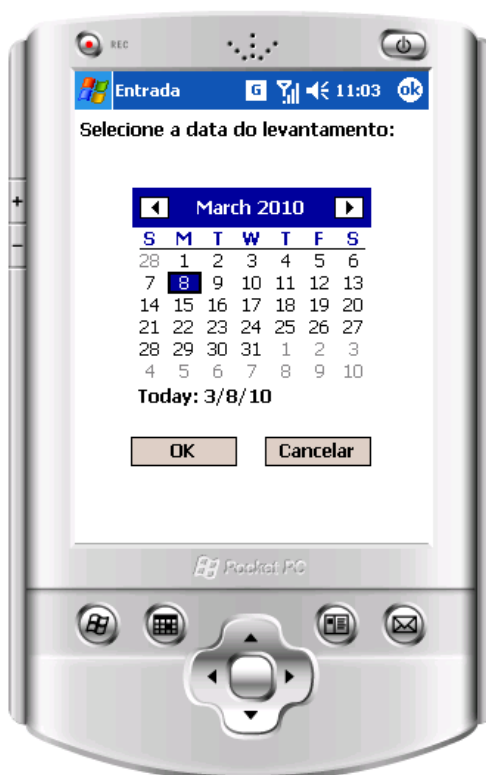 REC
Entrada G 11:03 ok
Selecione a data do levantamento:
March 2010
S M T W T F S
28 1 2 3 4 5 6
7 8 9 10 11 12 13
14 15 16 17 18 19 20
21 22 23 24 25 26 27
28 29 30 31 1 2 3
4 5 6 7 8 9 10
Today: 3/8/10
OK Cancelar
Pocket PC